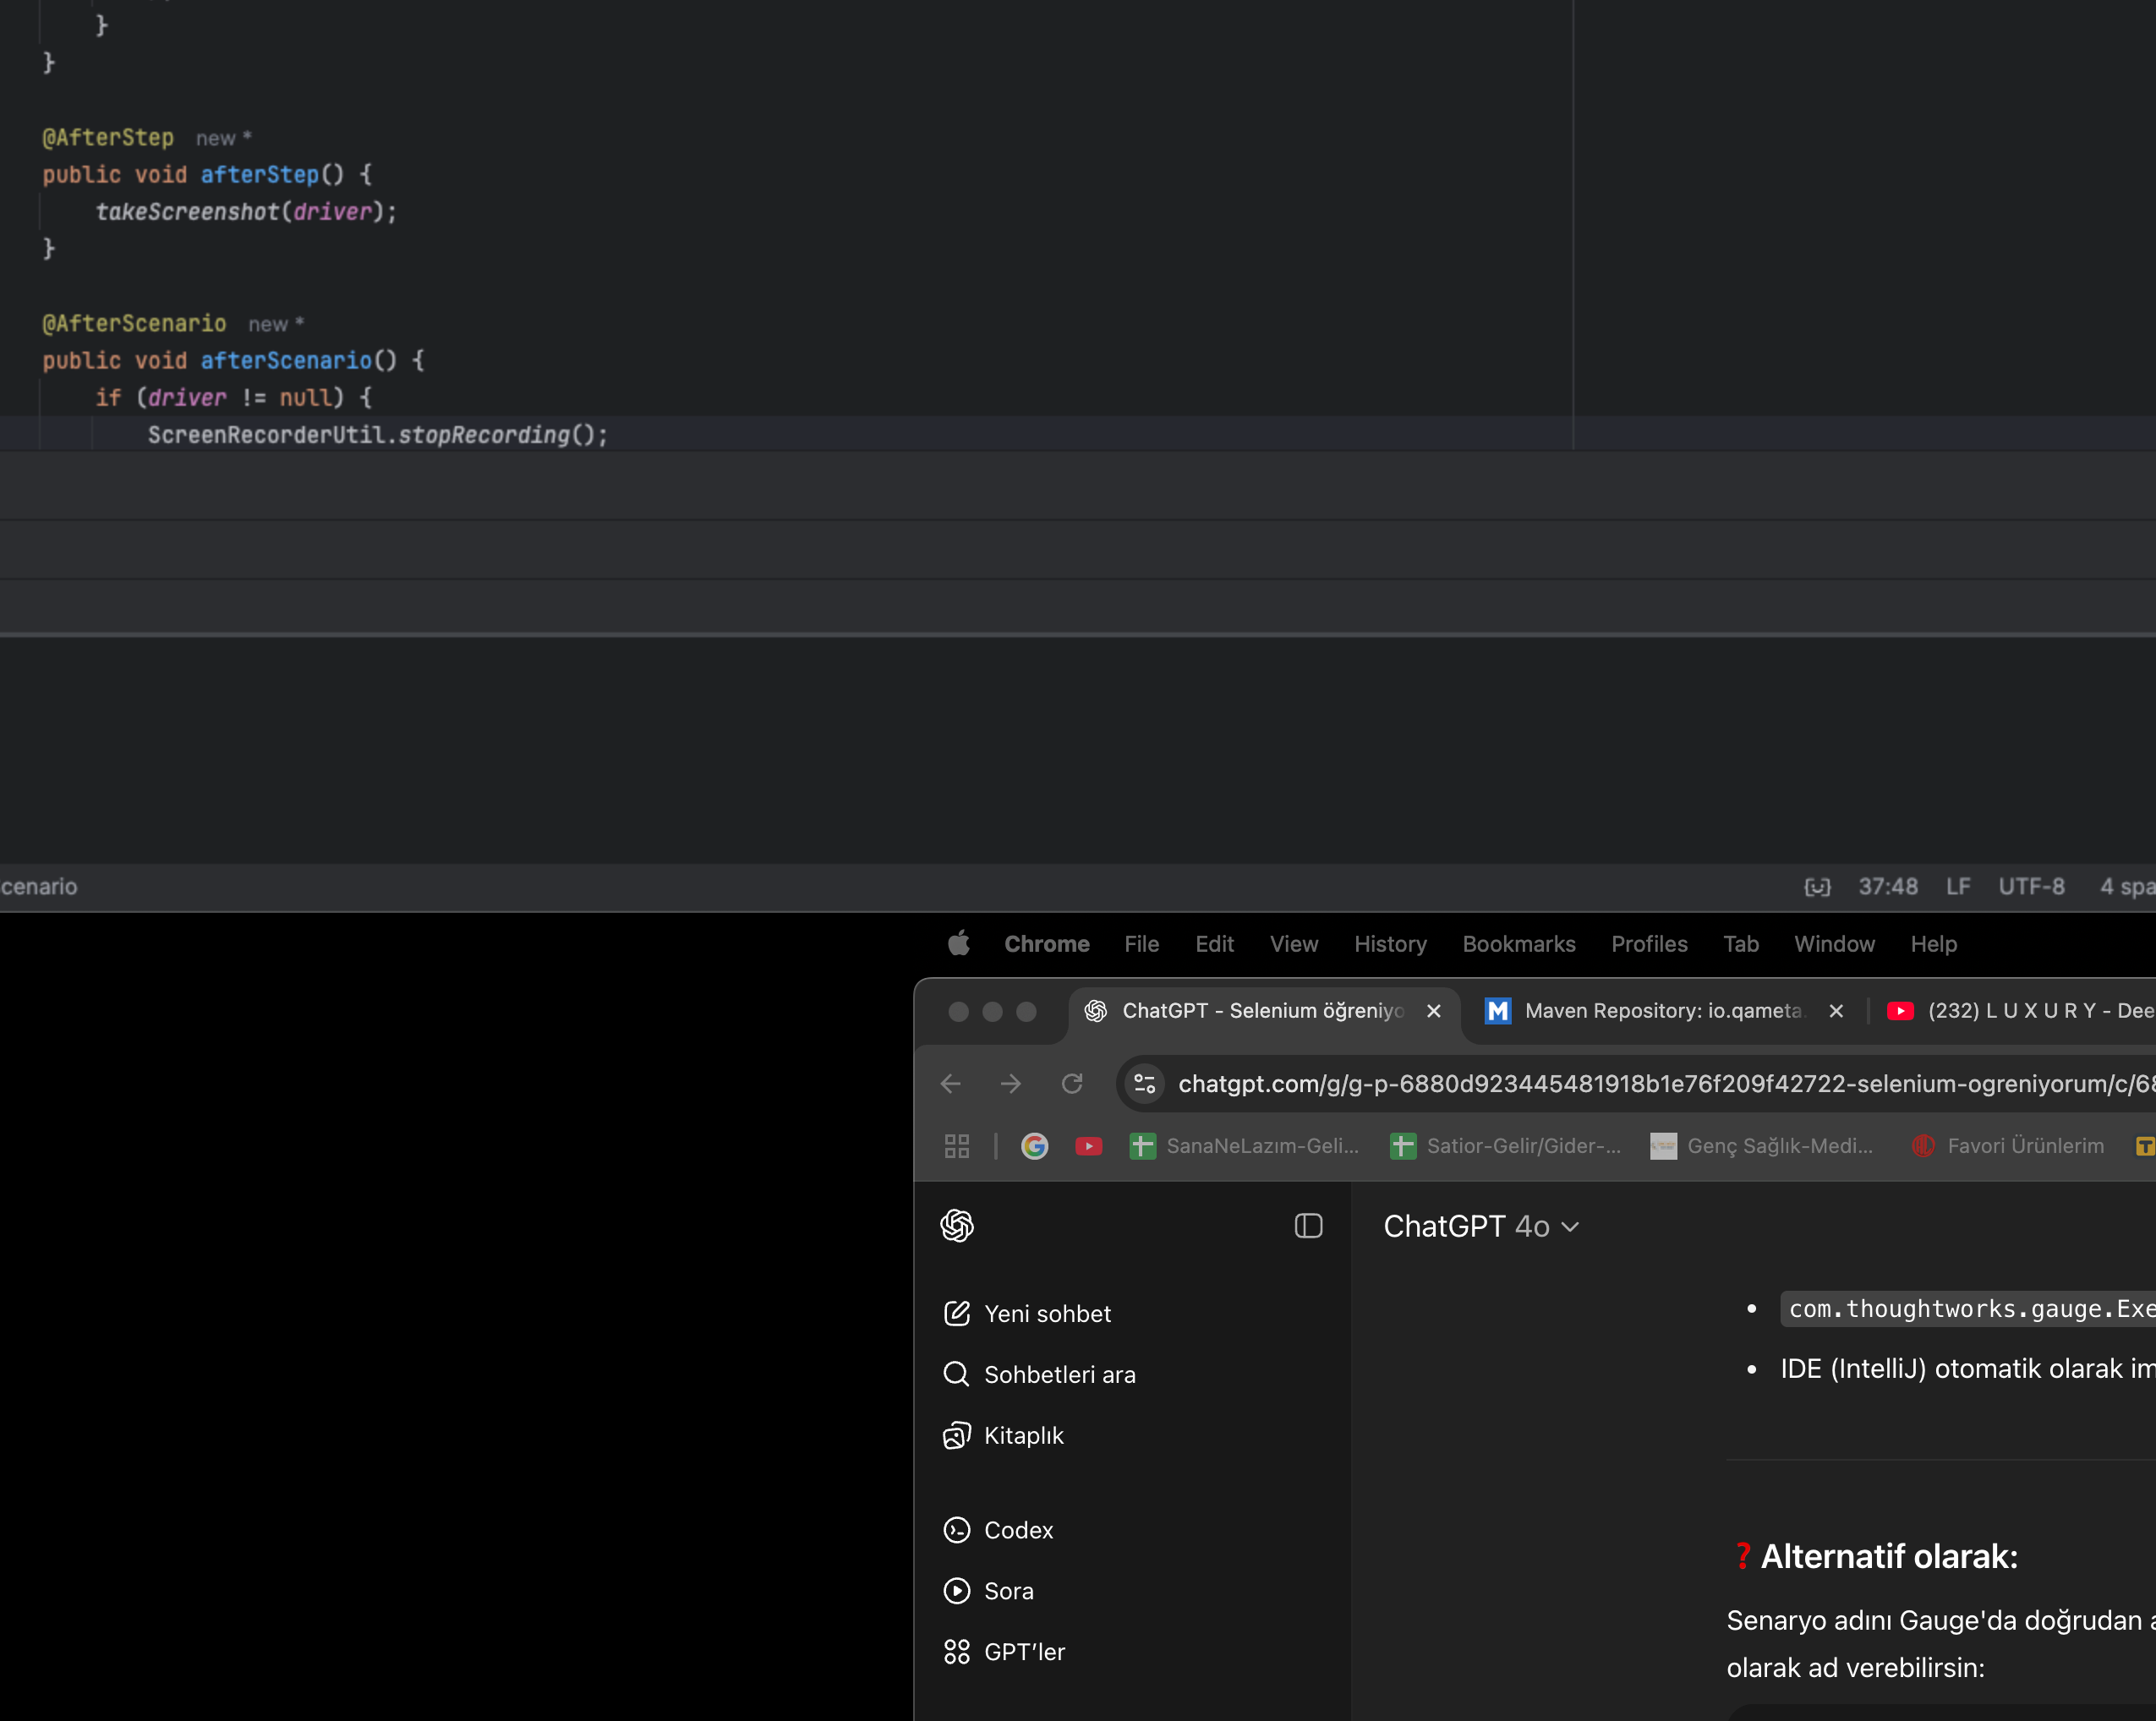 }
}
@AfterStep new *
public void afterStep() {
takeScreenshot(driver);
}
@AfterScenario new *
public void afterScenario() {
if (driver != null) {
ScreenRecorderUtil.stopRecording();
cenario
37:48 LF UTF-8 4 spa
Chrome File Edit View History Bookmarks Profiles Tab Window Help
ChatGPT - Selenium öğreniyo
Maven Repository: io.qameta.
(232) L U X U R Y - Dee
chatgpt.com/g/g-p-6880d923445481918b1e76f209f42722-selenium-ogreniyorum/c/68
SanaNeLazım-Geli... Satior-Gelir/Gider-... Genç Sağlık-Medi... Favori Ürünlerim
ChatGPT 4o
Yeni sohbet
Sohbetleri ara
Kitaplık
Codex
Sora
GPT’ler
• com.thoughtworks.gauge.Exe
• IDE (IntelliJ) otomatik olarak im
❓ Alternatif olarak:
Senaryo adını Gauge'da doğrudan a
olarak ad verebilirsin: